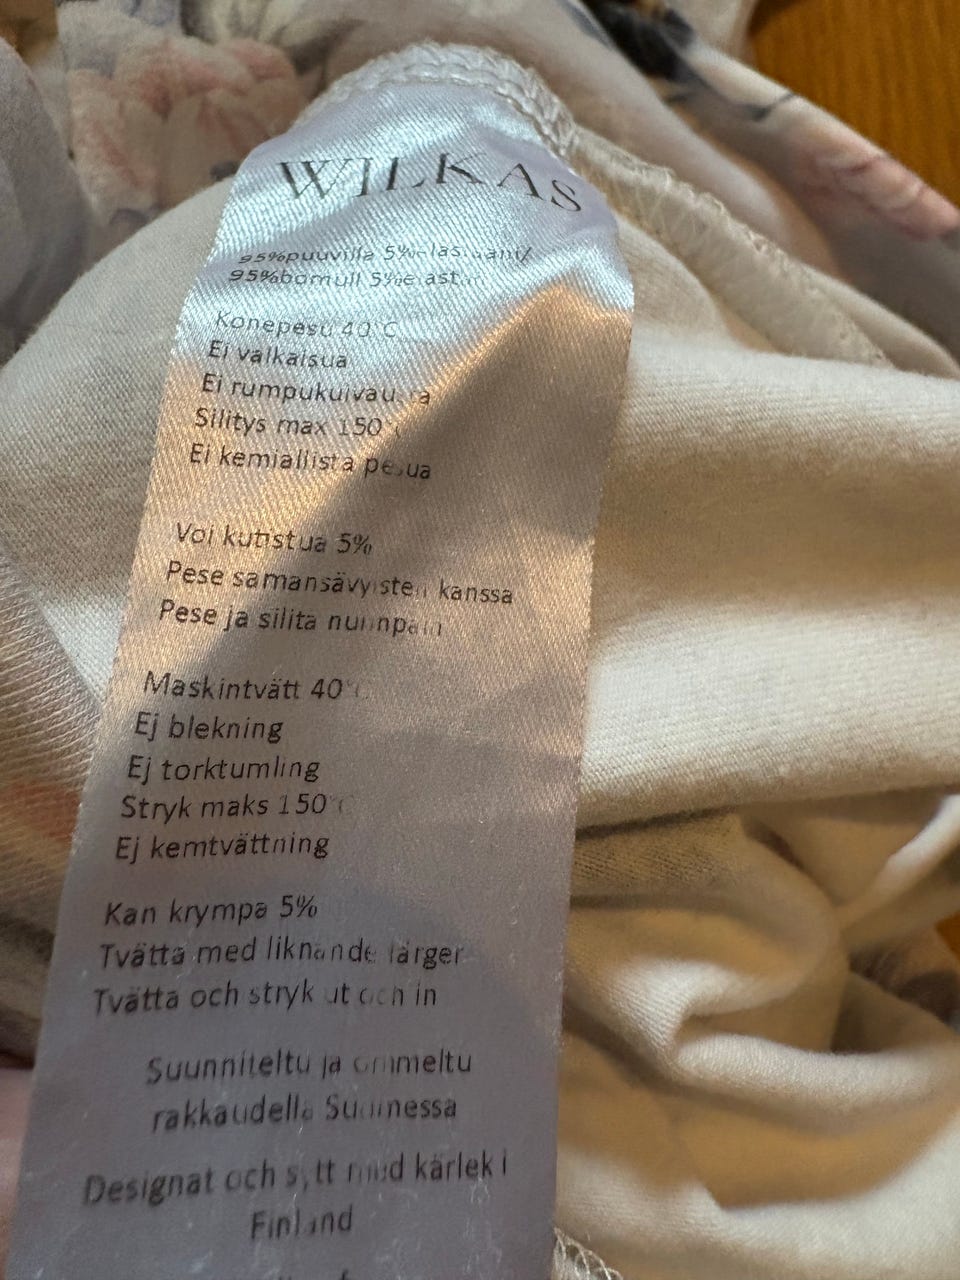 WILKAS
95%puuvilla 5%elastaani/
95%bomull 5%elastan
Konepesu 40°C
Ei valkaisua
Ei rumpukuivausta
Silitys max 150°C
Ei kemiallista pesua
Voi kutistua 5%
Pese samansävyisten kanssa
Pese ja silitä nurinpäin
Maskintvätt 40°C
Ej blekning
Ej torktumling
Stryk maks 150°C
Ej kemtvättning
Kan krympa 5%
Tvätta med liknande färger
Tvätta och stryk ut och in
Suunniteltu ja ommeltu
rakkaudella Suomessa
Designat och sytt med kärlek i
Finland